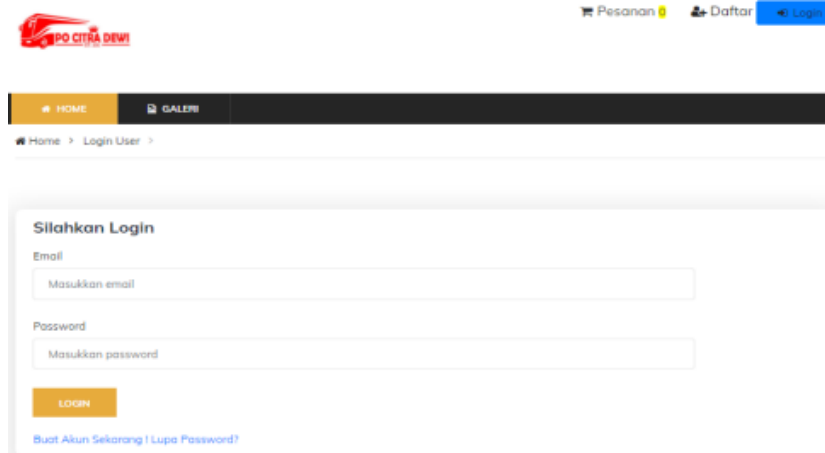 Pesanan 0 Daftar Login
PO CITRA DEWI
HOME GALERI
Home > Login User >
Silahkan Login
Email
Masukkan email
Password
Masukkan password
LOGIN
Buat Akun Sekarang ! Lupa Password?